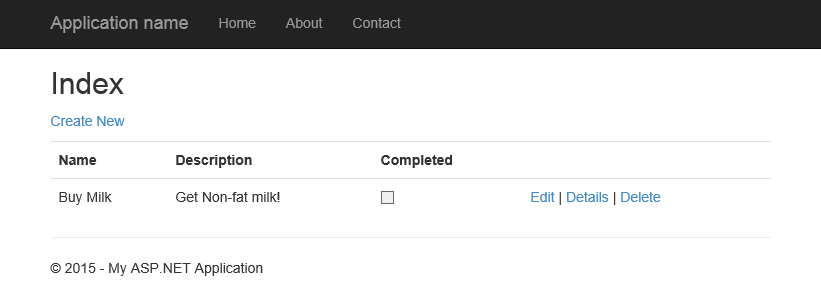 Application name Home About Contact
Index
Create New
Name Description Completed
Buy Milk Get Non-fat milk! Edit | Details | Delete
© 2015 - My ASP.NET Application